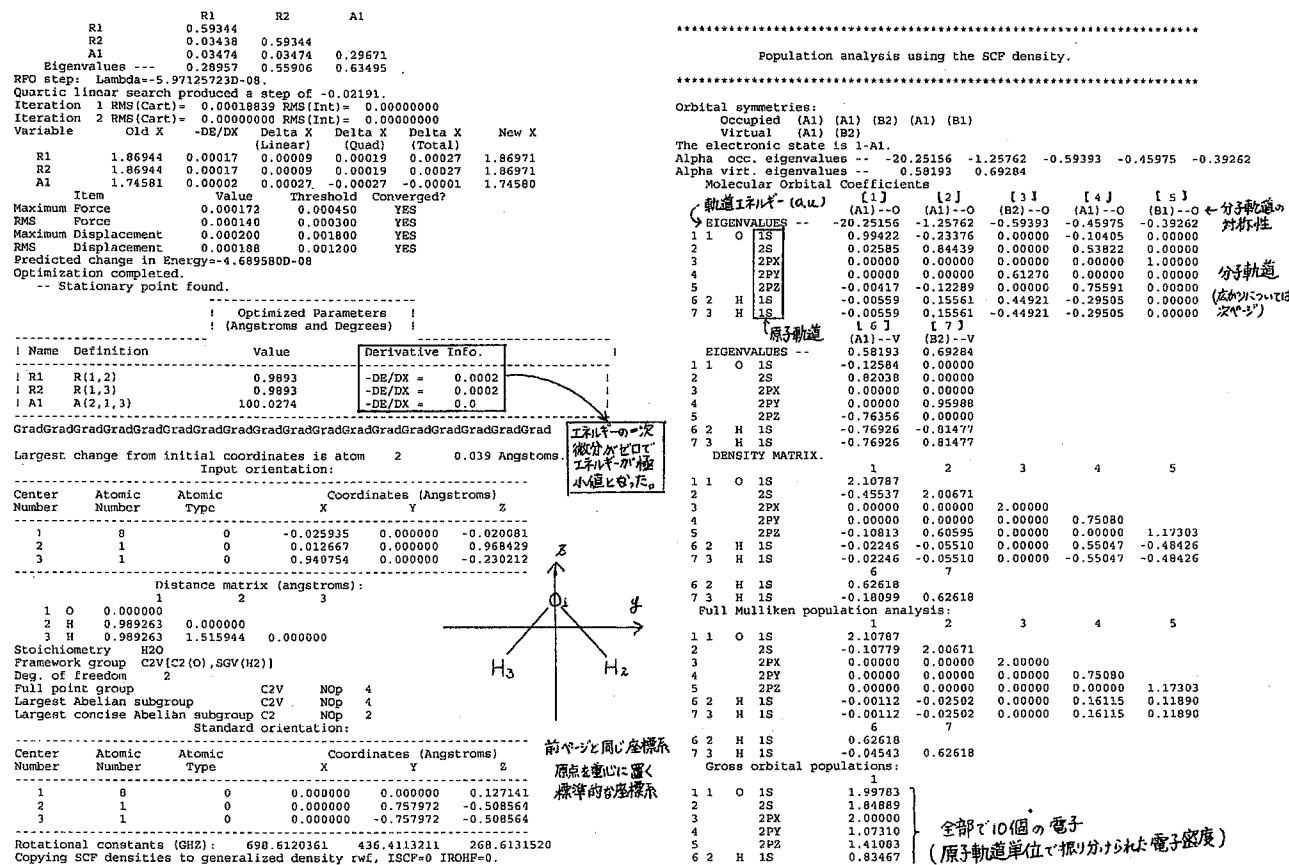 R1 R2 A1
R1 0.59344
R2 0.03438 0.59344
A1 0.03474 0.03474 0.29671
Eigenvalues --- 0.28957 0.55906 0.63495
RFO step: Lambda=-5.97125723D-08.
Quartic linear search produced a step of -0.02191.
Iteration 1 RMS(Cart)= 0.00018839 RMS(Int)= 0.00000000
Iteration 2 RMS(Cart)= 0.00000000 RMS(Int)= 0.00000000
Variable Old X -DE/DX Delta X Delta X Delta X New X
(Linear) (Quad) (Total)
R1 1.86944 0.00017 0.00009 0.00019 0.00027 1.86971
R2 1.86944 0.00017 0.00009 0.00019 0.00027 1.86971
A1 1.74581 0.00002 0.00027 -0.00027 -0.00001 1.74580
Item Value Threshold Converged?
Maximum Force 0.000172 0.000450 YES
RMS Force 0.000140 0.000300 YES
Maximum Displacement 0.000200 0.001800 YES
RMS Displacement 0.000188 0.001200 YES
Predicted change in Energy=-4.689580D-08
Optimization completed.
-- Stationary point found.
----------------------------
! Optimized Parameters !
! (Angstroms and Degrees) !
! Name Definition Value Derivative Info. !
! R1 R(1,2) 0.9893 -DE/DX = 0.0002 !
! R2 R(1,3) 0.9893 -DE/DX = 0.0002 !
! A1 A(2,1,3) 100.0274 -DE/DX = 0.0 !
GradGradGradGradGradGradGradGradGradGradGradGradGradGradGradGradGradGrad
エネルギーの一次
微分がゼロで
エネルギーが極
小値となった。
Largest change from initial coordinates is atom 2 0.039 Angstoms.
Input orientation:
Center Atomic Atomic Coordinates (Angstroms)
Number Number Type X Y Z
1 8 0 -0.025935 0.000000 -0.020081
2 1 0 0.012667 0.000000 0.968429
3 1 0 0.940754 0.000000 -0.230212
Distance matrix (angstroms):
1 2 3
1 O 0.000000
2 H 0.989263 0.000000
3 H 0.989263 1.515944 0.000000
Stoichiometry H2O
Framework group C2V[C2(O),SGV(H2)]
Deg. of freedom 2
Full point group C2V NOp 4
Largest Abelian subgroup C2V NOp 4
Largest concise Abelian subgroup C2 NOp 2
Standard orientation:
Center Atomic Atomic Coordinates (Angstroms)
Number Number Type X Y Z
1 8 0 0.000000 0.000000 0.127141
2 1 0 0.000000 0.757972 -0.508564
3 1 0 0.000000 -0.757972 -0.508564
Rotational constants (GHZ): 698.6120361 436.4113211 268.6131520
Copying SCF densities to generalized density rwf, ISCF=0 IROHF=0.
z
O1
y
H3 H2
前ページと同じ座標系
原点を重心に置く
標準的な座標系
Population analysis using the SCF density.
Orbital symmetries:
Occupied (A1) (A1) (B2) (A1) (B1)
Virtual (A1) (B2)
The electronic state is 1-A1.
Alpha occ. eigenvalues -- -20.25156 -1.25762 -0.59393 -0.45975 -0.39262
Alpha virt. eigenvalues -- 0.58193 0.69284
Molecular Orbital Coefficients
軌道エネルギー(a.u.) [1] [2] [3] [4] [5]
(A1)--O (A1)--O (B2)--O (A1)--O (B1)--O ←分子軌道の
対称性
EIGENVALUES -- -20.25156 -1.25762 -0.59393 -0.45975 -0.39262
1 1 O 1S 0.99422 -0.23376 0.00000 -0.10405 0.00000
2 2S 0.02585 0.84439 0.00000 0.53822 0.00000
3 2PX 0.00000 0.00000 0.00000 0.00000 1.00000
4 2PY 0.00000 0.00000 0.61270 0.00000 0.00000
5 2PZ -0.00417 -0.12289 0.00000 0.75591 0.00000
6 2 H 1S -0.00559 0.15561 0.44921 -0.29505 0.00000
7 3 H 1S -0.00559 0.15561 -0.44921 -0.29505 0.00000
分子軌道
(広がりについては
次ページ)
原子軌道
[6] [7]
(A1)--V (B2)--V
EIGENVALUES -- 0.58193 0.69284
1 1 O 1S -0.12584 0.00000
2 2S 0.82038 0.00000
3 2PX 0.00000 0.00000
4 2PY 0.00000 0.95988
5 2PZ -0.76356 0.00000
6 2 H 1S -0.76926 -0.81477
7 3 H 1S -0.76926 0.81477
DENSITY MATRIX.
1 2 3 4 5
1 1 O 1S 2.10787
2 2S -0.45537 2.00671
3 2PX 0.00000 0.00000 2.00000
4 2PY 0.00000 0.00000 0.00000 0.75080
5 2PZ -0.10813 0.60595 0.00000 0.00000 1.17303
6 2 H 1S -0.02246 -0.05510 0.00000 0.55047 -0.48426
7 3 H 1S -0.02246 -0.05510 0.00000 -0.55047 -0.48426
6 7
6 2 H 1S 0.62618
7 3 H 1S -0.18099 0.62618
Full Mulliken population analysis:
1 2 3 4 5
1 1 O 1S 2.10787
2 2S -0.10779 2.00671
3 2PX 0.00000 0.00000 2.00000
4 2PY 0.00000 0.00000 0.00000 0.75080
5 2PZ 0.00000 0.00000 0.00000 0.00000 1.17303
6 2 H 1S -0.00112 -0.02502 0.00000 0.16115 0.11890
7 3 H 1S -0.00112 -0.02502 0.00000 0.16115 0.11890
6 7
6 2 H 1S 0.62618
7 3 H 1S -0.04543 0.62618
Gross orbital populations:
1
1 1 O 1S 1.99783
2 2S 1.84889
3 2PX 2.00000
4 2PY 1.07310
5 2PZ 1.41083
6 2 H 1S 0.83467
全部で10個の電子
(原子軌道単位で振り分けられた電子密度)